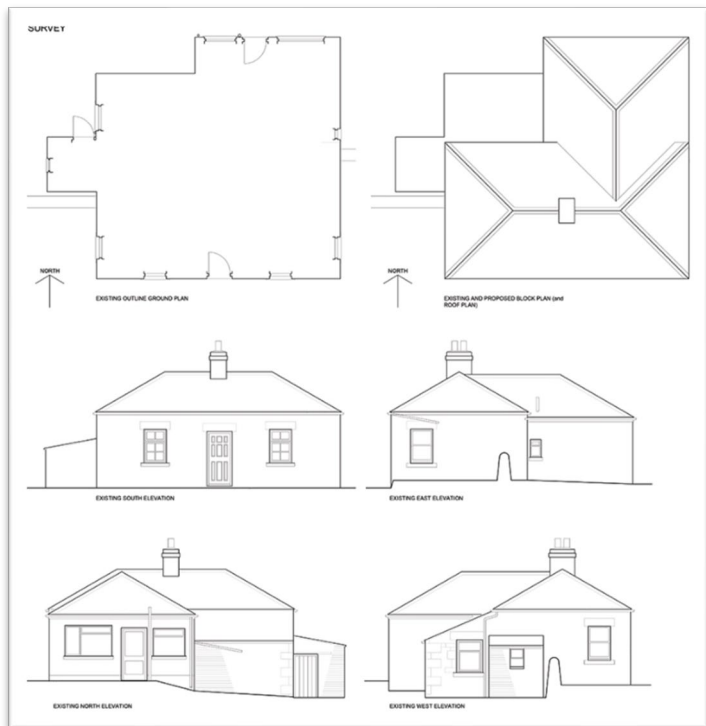 SURVEY
NORTH
EXISTING OUTLINE GROUND PLAN
NORTH
EXISTING AND PROPOSED BLOCK PLAN (and
ROOF PLAN)
EXISTING SOUTH ELEVATION
EXISTING EAST ELEVATION
EXISTING NORTH ELEVATION
EXISTING WEST ELEVATION